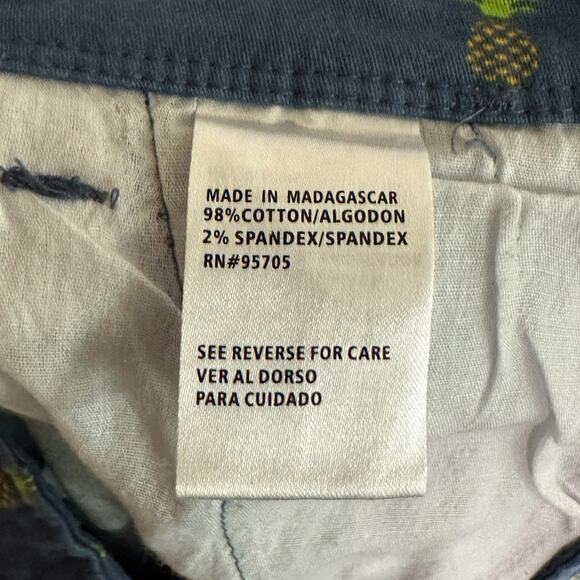 MADE IN MADAGASCAR
98%COTTON/ALGODON
2% SPANDEX/SPANDEX
RN#95705
SEE REVERSE FOR CARE
VER AL DORSO
PARA CUIDADO